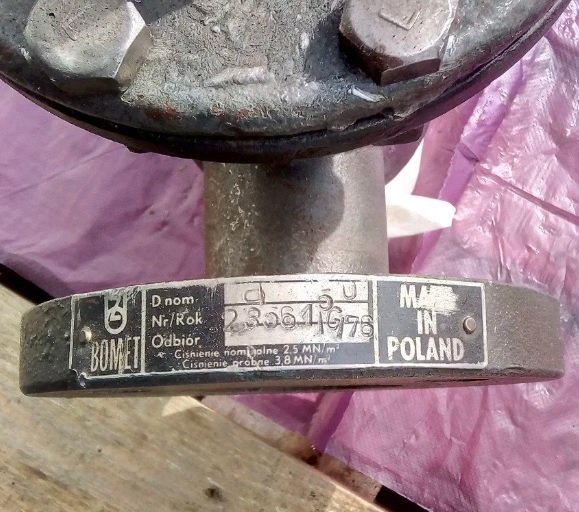 BOMET
D nom
Nr/Rok
Odbiór
Ciśnienie nominalne 2.5 MN/m²
Ciśnienie próbne 3.8 MN/m²
MADE
IN
POLAND